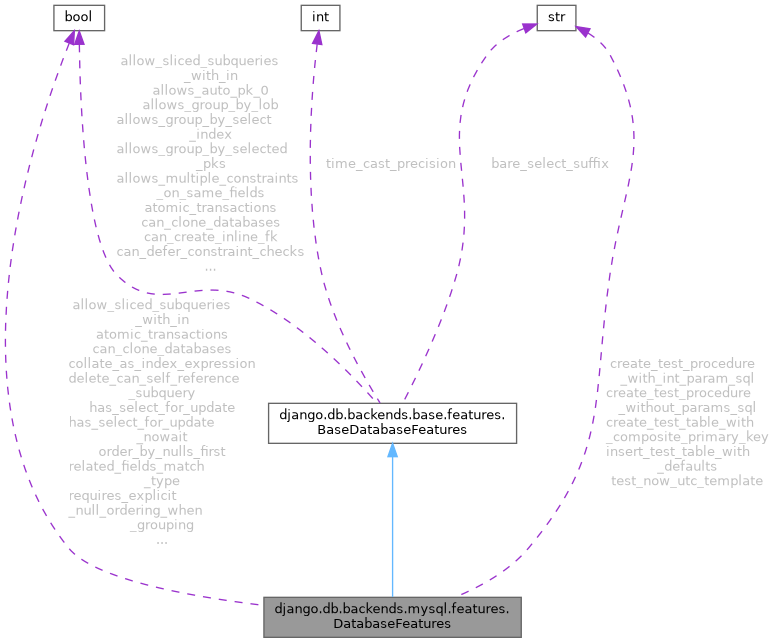 bool
int
str
allow_sliced_subqueries
_with_in
allows_auto_pk_0
allows_group_by_lob
allows_group_by_select
_index
allows_group_by_selected
_pks
allows_multiple_constraints
_on_same_fields
atomic_transactions
can_clone_databases
can_create_inline_fk
can_defer_constraint_checks
...
time_cast_precision
bare_select_suffix
allow_sliced_subqueries
_with_in
atomic_transactions
can_clone_databases
collate_as_index_expression
delete_can_self_reference
_subquery
has_select_for_update
has_select_for_update
_nowait
order_by_nulls_first
related_fields_match
_type
requires_explicit
_null_ordering_when
_grouping
...
create_test_procedure
_with_int_param_sql
create_test_procedure
_without_params_sql
create_test_table_with
_composite_primary_key
insert_test_table_with
_defaults
test_now_utc_template
django.db.backends.base.features.
BaseDatabaseFeatures
django.db.backends.mysql.features.
DatabaseFeatures